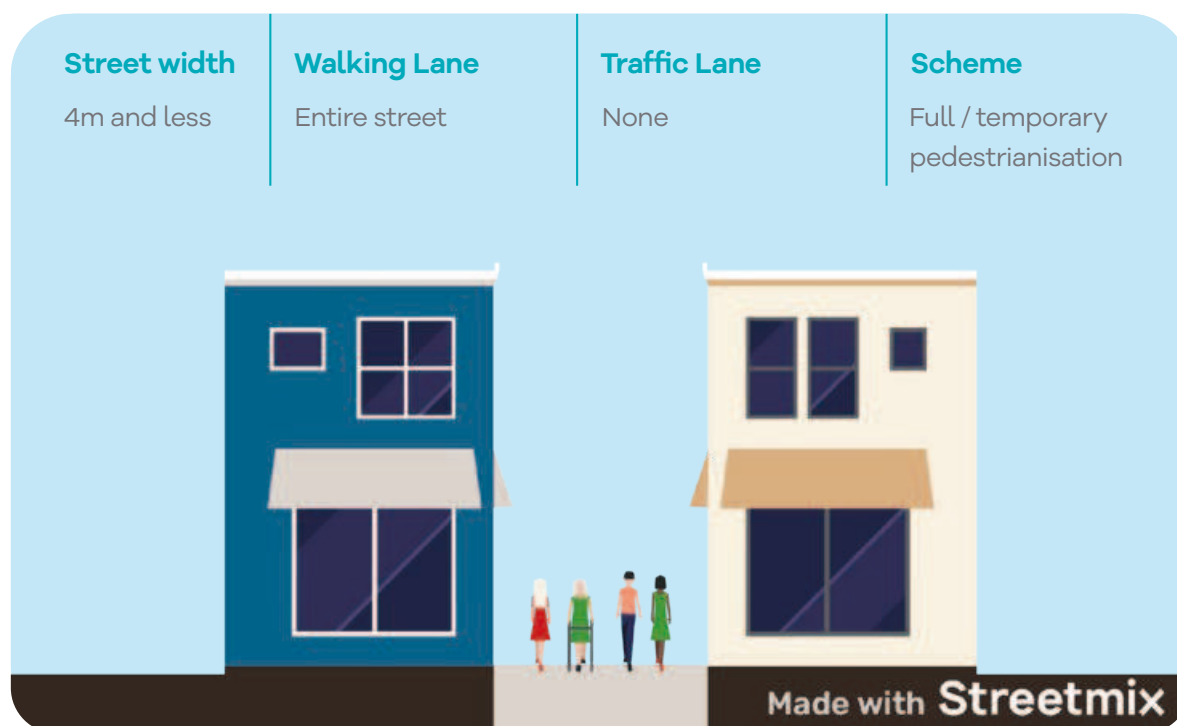 Street width
4m and less
Walking Lane
Entire street
Traffic Lane
None
Scheme
Full / temporary
pedestrianisation
Made with Streetmix